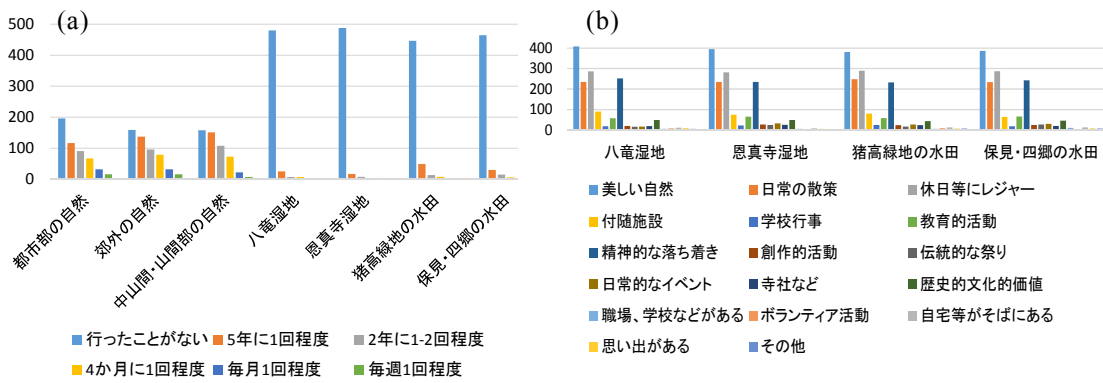 (a)
500
400
300
200
100
0
都市部の自然
郊外の自然
中山間・山間部の自然
八竜湿地
恩真寺湿地
猪高緑地の水田
保見・四郷の水田
行ったことがない 5年に1回程度 2年に1-2回程度
4か月に1回程度 毎月1回程度 毎週1回程度
(b)
400
300
200
100
0
八竜湿地 恩真寺湿地 猪高緑地の水田 保見・四郷の水田
美しい自然 日常の散策 休日等にレジャー
付随施設 学校行事 教育的活動
精神的な落ち着き 創作的活動 伝統的な祭り
日常的なイベント 寺社など 歴史的文化的価値
職場、学校などがある ボランティア活動 自宅等がそばにある
思い出がある その他